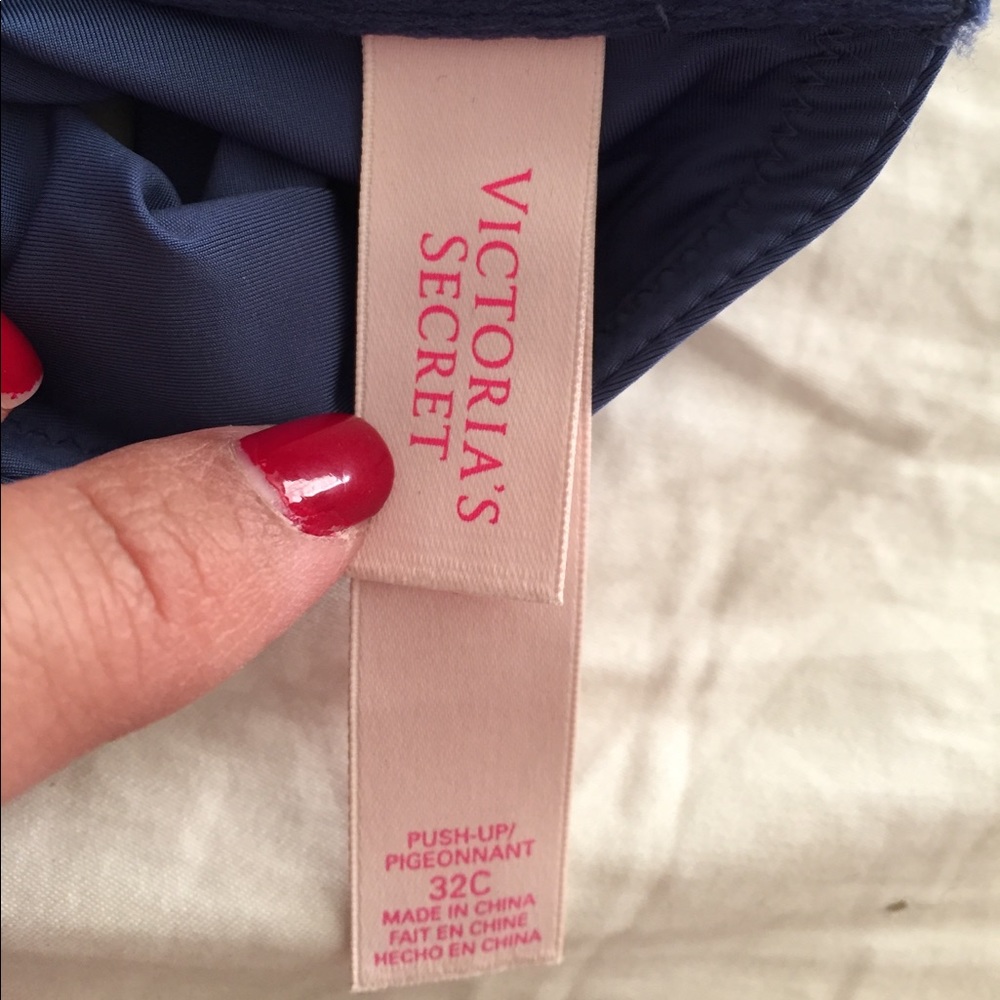 VICTORIA'S
SECRET
PUSH-UP/
PIGEONNANT
32C
MADE IN CHINA
FAIT EN CHINE
HECHO EN CHINA